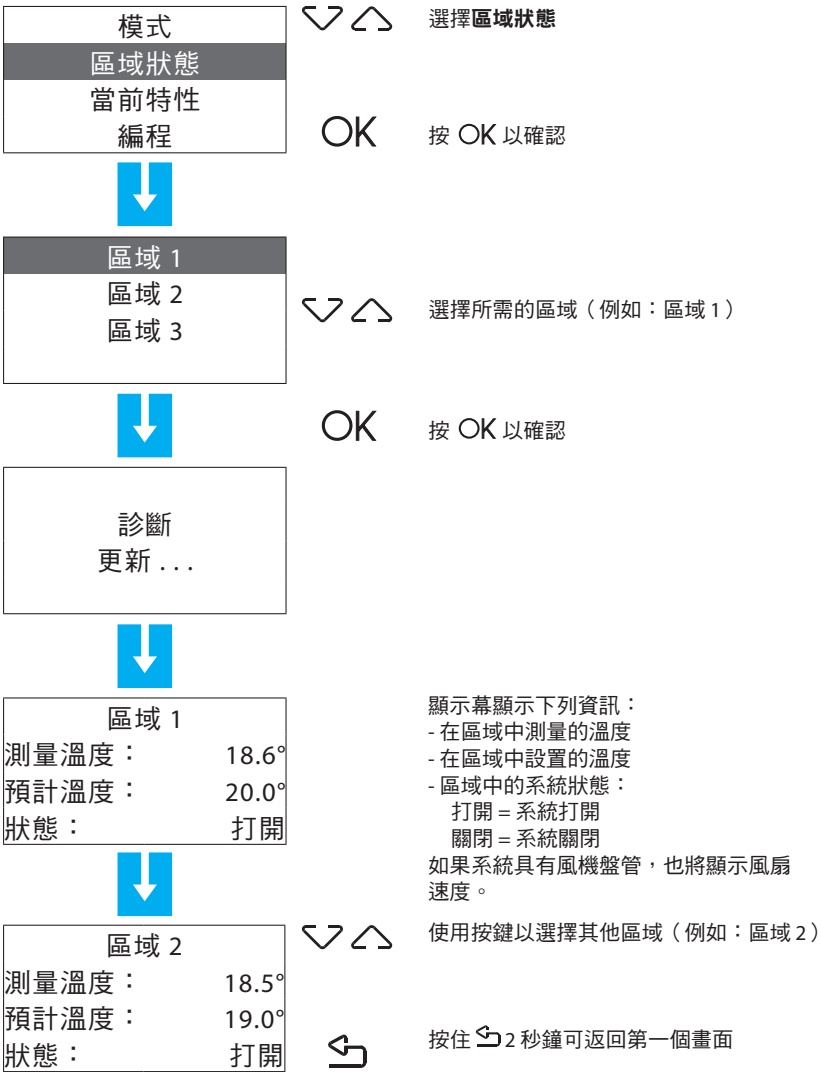 模式
選擇區域狀態
區域狀態
當前特性
編程
OK
按 OK 以確認
區域 1
區域 2
區域 3
選擇所需的區域（例如：區域 1）
OK
按 OK 以確認
診斷
更新 . . .
區域 1
測量溫度： 18.6°
預計溫度： 20.0°
狀態： 打開
顯示幕顯示下列資訊：
- 在區域中測量的溫度
- 在區域中設置的溫度
- 區域中的系統狀態：
打開 = 系統打開
關閉 = 系統關閉
如果系統具有風機盤管，也將顯示風扇
速度。
區域 2
測量溫度： 18.5°
預計溫度： 19.0°
狀態： 打開
使用按鍵以選擇其他區域（例如：區域 2）
按住 2 秒鐘可返回第一個畫面